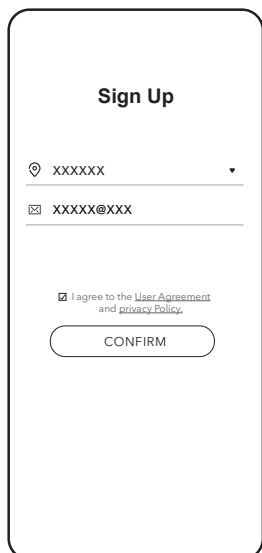 Sign Up
XXXXXX
XXXXX@XXX
I agree to the User Agreement
and privacy Policy.
CONFIRM